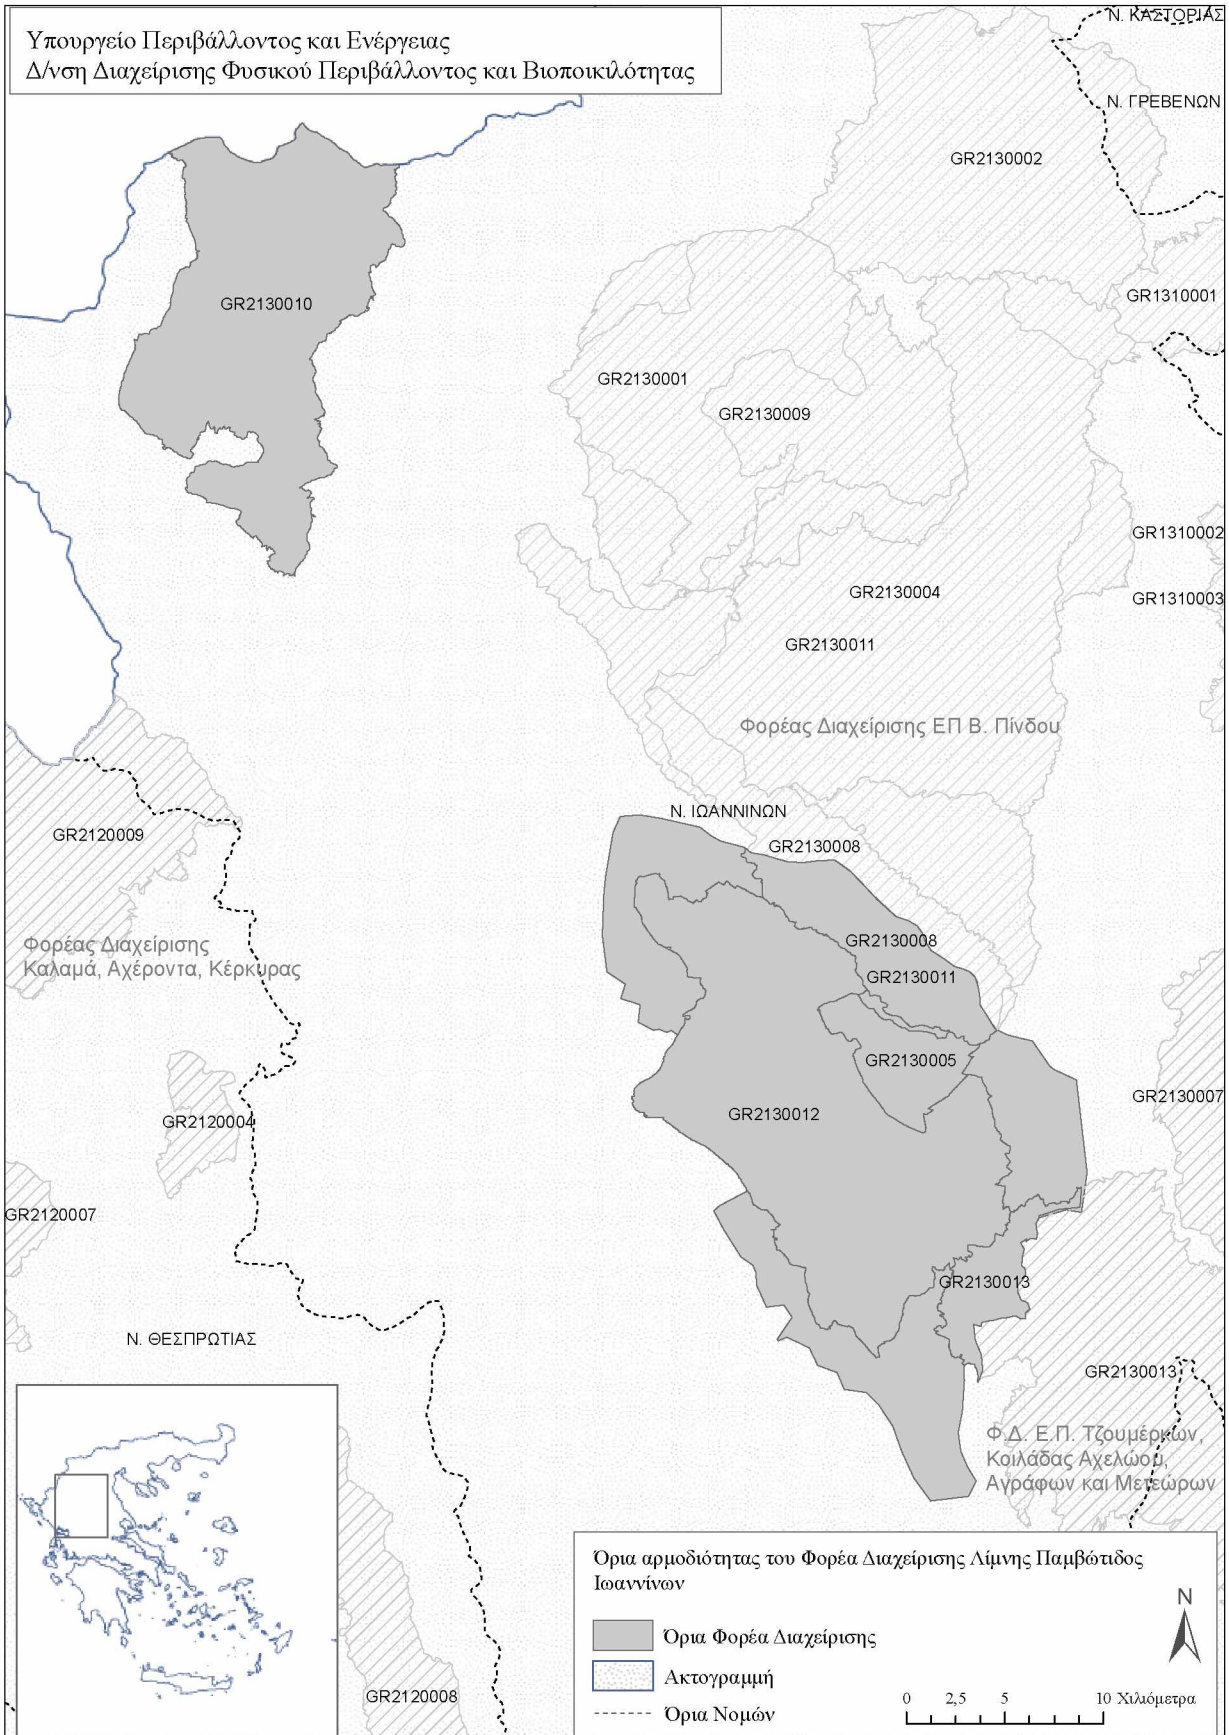 Υπουργείο Περιβάλλοντος και Ενέργειας
Δ/νση Διαχείρισης Φυσικού Περιβάλλοντος και Βιοποικιλότητας
Ν. ΚΑΣΤΟΡΙΑΣ
Ν. ΓΡΕΒΕΝΩΝ
GR2130002
GR1310001
GR2130010
GR2130001
GR2130009
GR1310002
GR2130004
GR1310003
GR2130011
Φορέας Διαχείρισης ΕΠ Β. Πίνδου
Ν. ΙΩΑΝΝΙΝΩΝ
GR2120009
GR2130008
GR2130008
Φορέας Διαχείρισης
Καλαμά, Αχέροντα, Κέρκυρας
GR2130011
GR2130005
GR2130007
GR2130012
GR2120004
GR2120007
GR2130013
Ν. ΘΕΣΠΡΩΤΙΑΣ
GR2130013
Φ.Δ. Ε.Π. Τζουμέρκων,
Κοιλάδας Αχελώου,
Αγράφων και Μετεώρων
GR2120008
Όρια αρμοδιότητας του Φορέα Διαχείρισης Λίμνης Παμβώτιδος
Ιωαννίνων
N
Όρια Φορέα Διαχείρισης
Ακτογραμμή
Όρια Νομών
0 2,5 5 10 Χιλιόμετρα